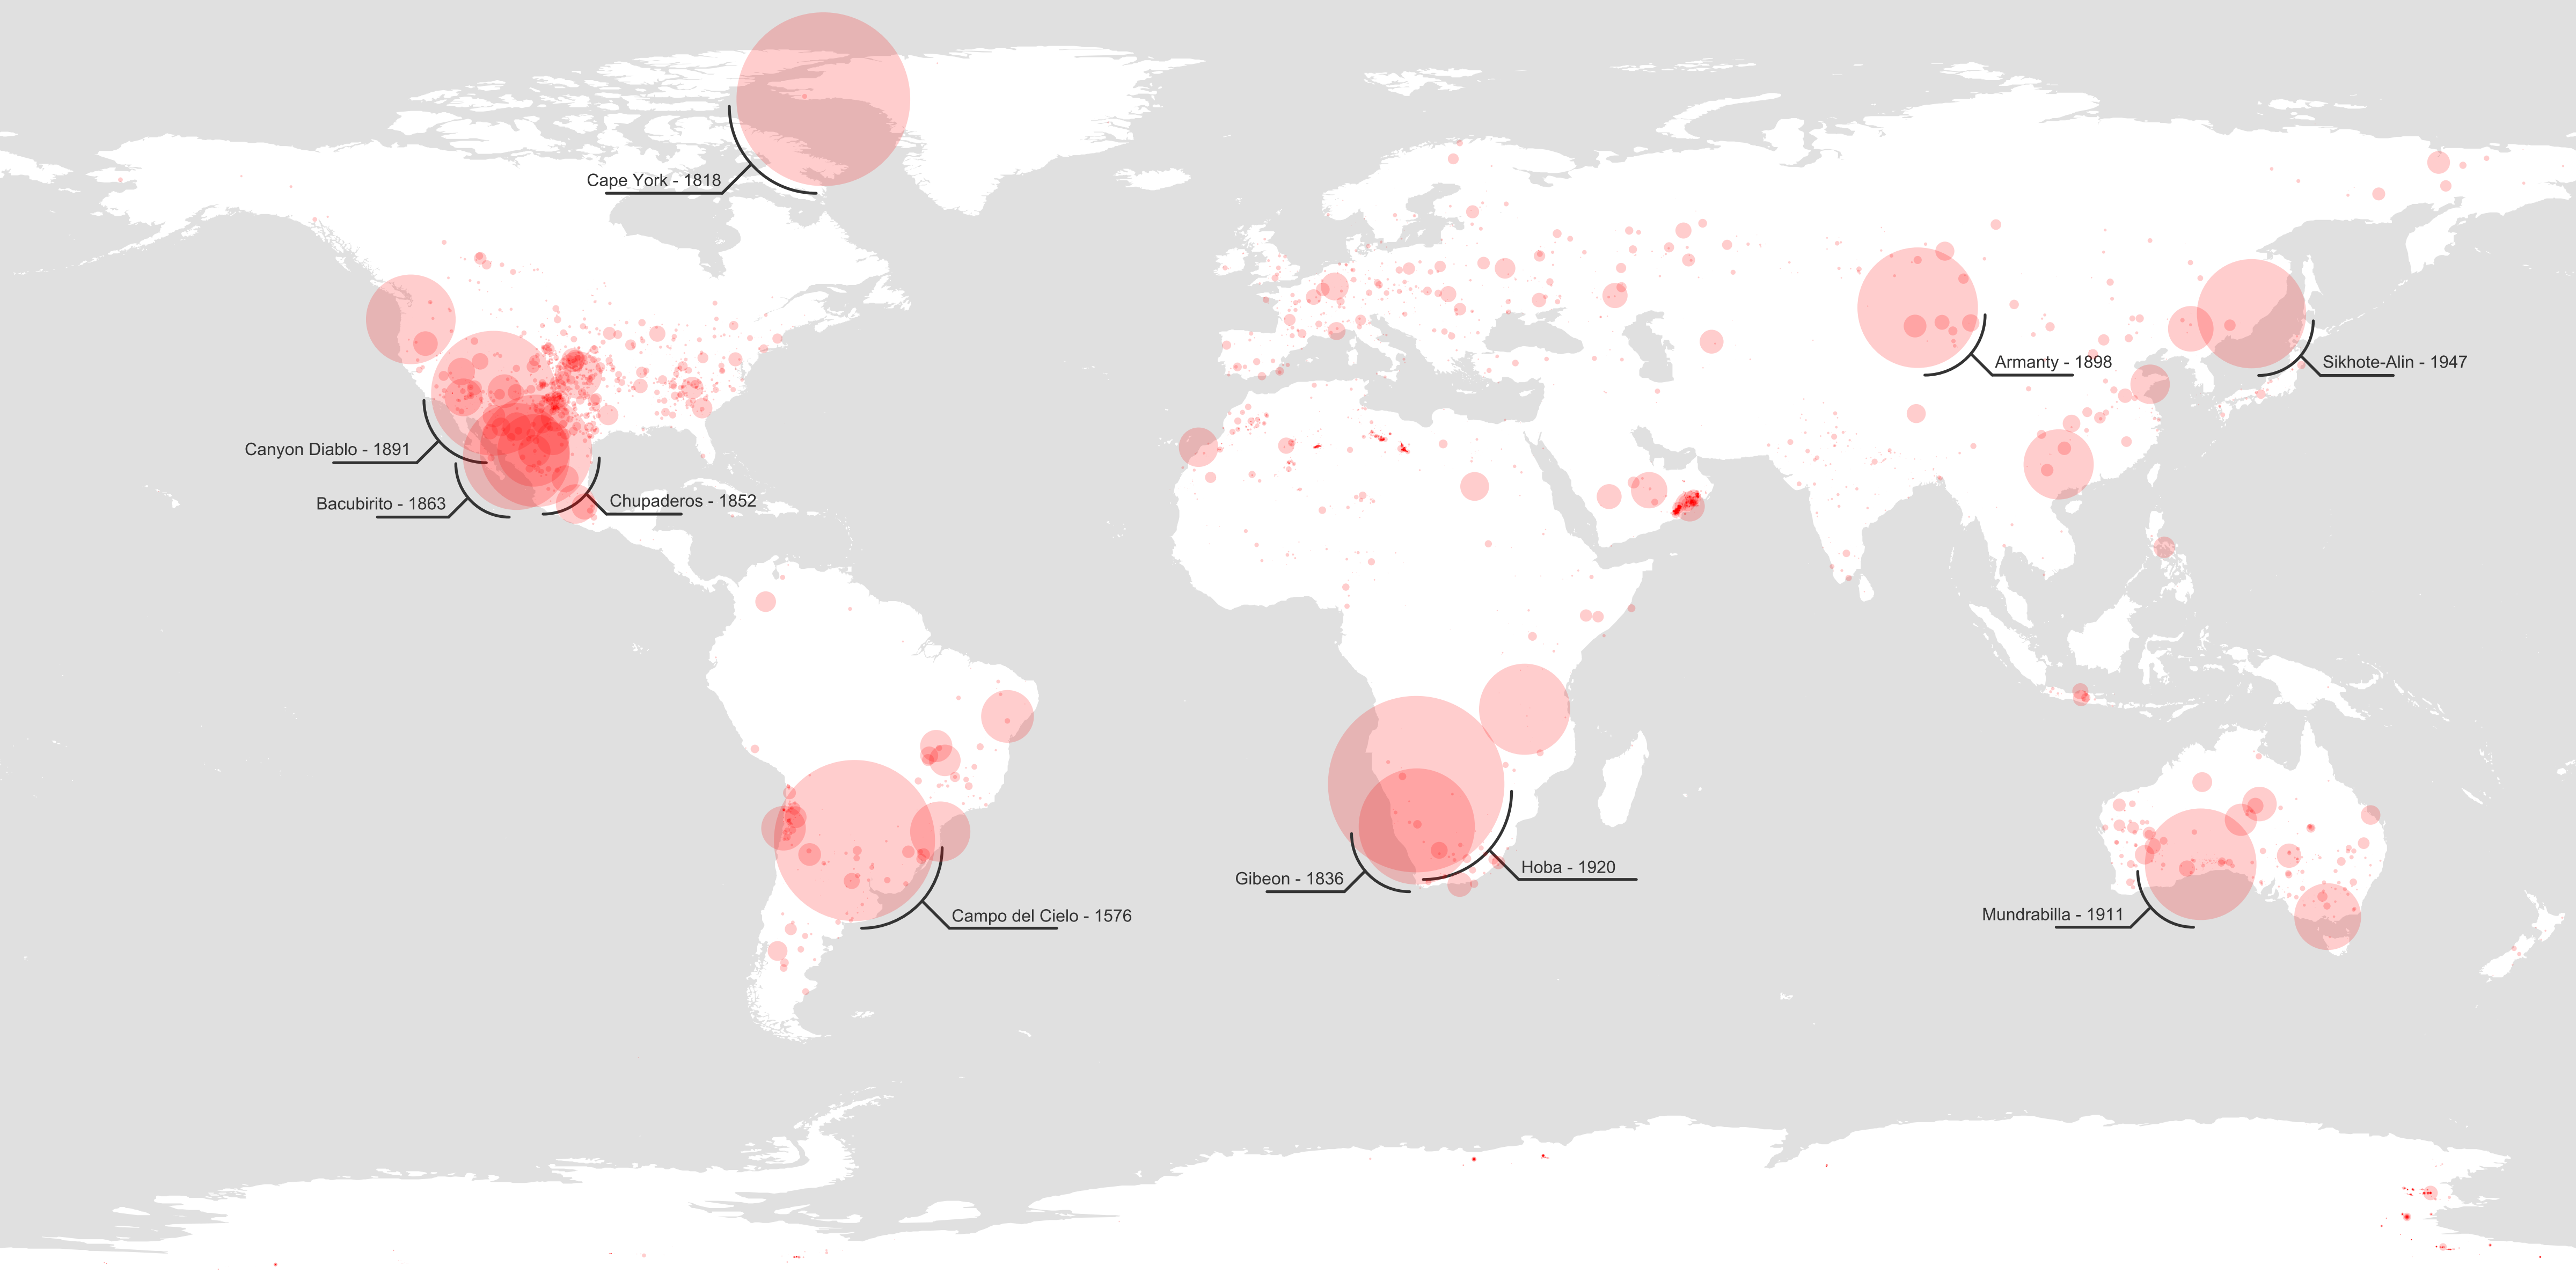 Cape York - 1818
Armanty - 1898
Sikhote-Alin - 1947
Canyon Diablo - 1891
Bacubirito - 1863
Chupaderos - 1852
Hoba - 1920
Gibeon - 1836
Campo del Cielo - 1576
Mundrabilla - 1911